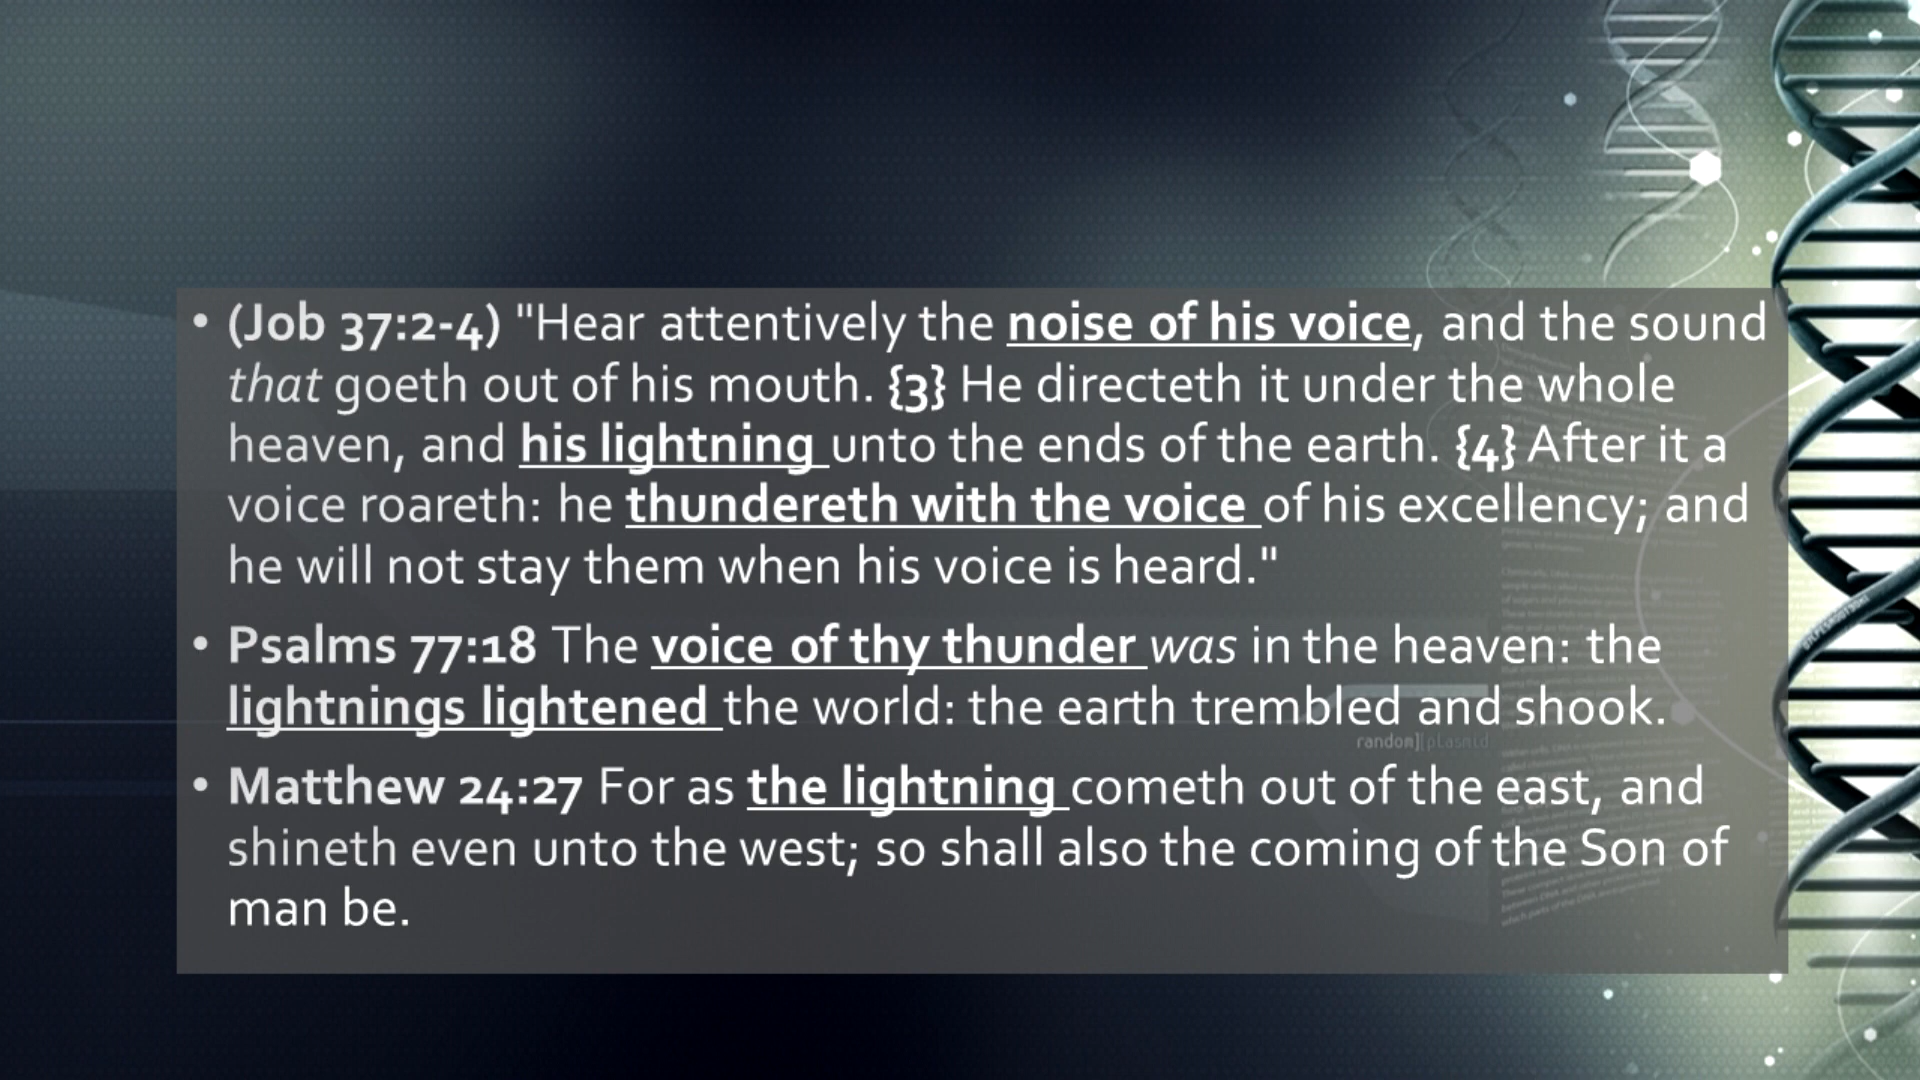 • (Job 37:2-4) "Hear attentively the noise of his voice, and the sound
that goeth out of his mouth. {3} He directeth it under the whole
heaven, and his lightning unto the ends of the earth. {4} After it a
voice roareth: he thundereth with the voice of his excellency; and
he will not stay them when his voice is heard."
• Psalms 77:18 The voice of thy thunder was in the heaven: the
lightnings lightened the world: the earth trembled and shook.
random][plasmid
• Matthew 24:27 For as the lightning cometh out of the east, and
shineth even unto the west; so shall also the coming of the Son of
man be.